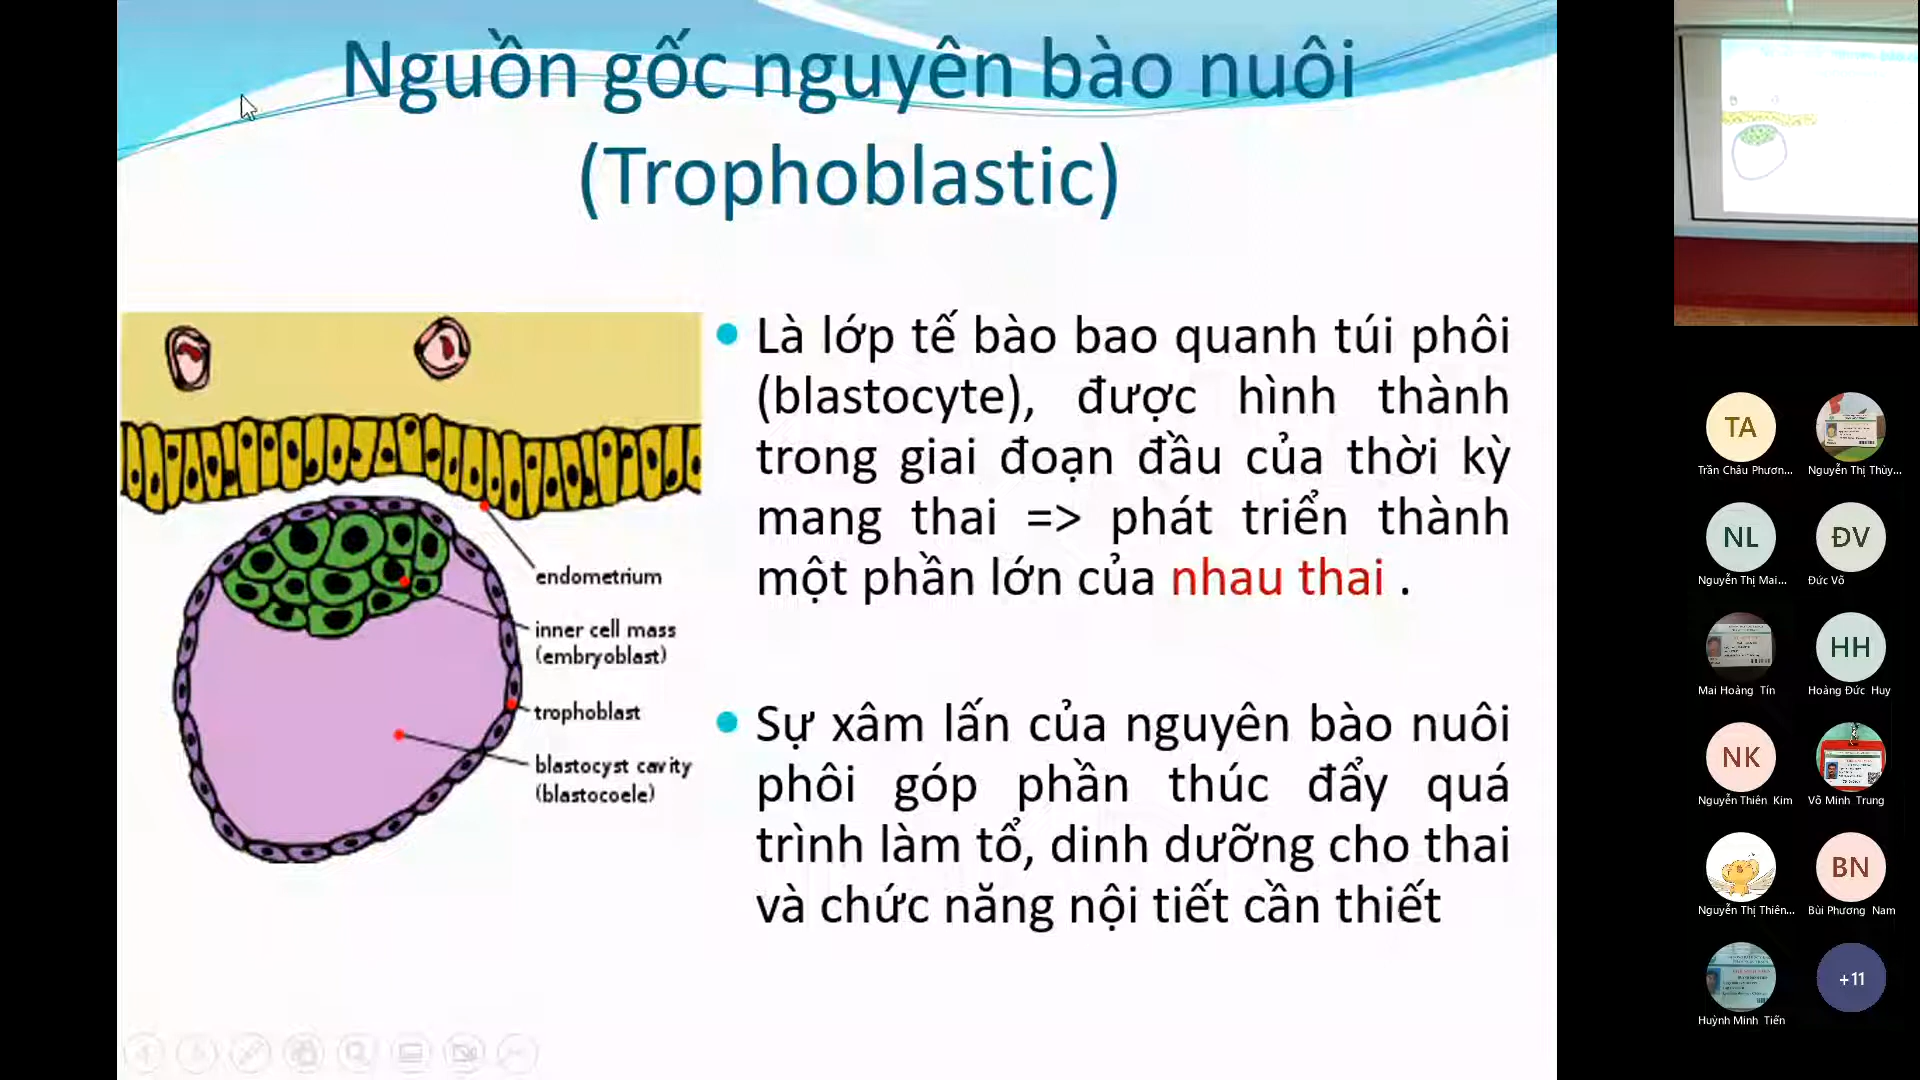 Nguồn gốc nguyên bào nuôi
(Trophoblastic)
endometrium
inner cell mass
(embryoblast)
trophoblast
blastocyst cavity
(blastocoele)
Là lớp tế bào bao quanh túi phôi
(blastocyte), được hình thành
trong giai đoạn đầu của thời kỳ
mang thai => phát triển thành
một phần lớn của nhau thai .
Sự xâm lấn của nguyên bào nuôi
phôi góp phần thúc đẩy quá
trình làm tổ, dinh dưỡng cho thai
và chức năng nội tiết cần thiết
TA
Trần Châu Phươn...
Nguyễn Thị Thùy...
NL
Nguyễn Thị Mai...
ĐV
Đức Võ
Mai Hoàng Tín
HH
Hoàng Đức Huy
NK
Nguyễn Thiên Kim
Võ Minh Trung
Nguyễn Thị Thiên...
BN
Bùi Phương Nam
Huỳnh Minh Tiến
+11